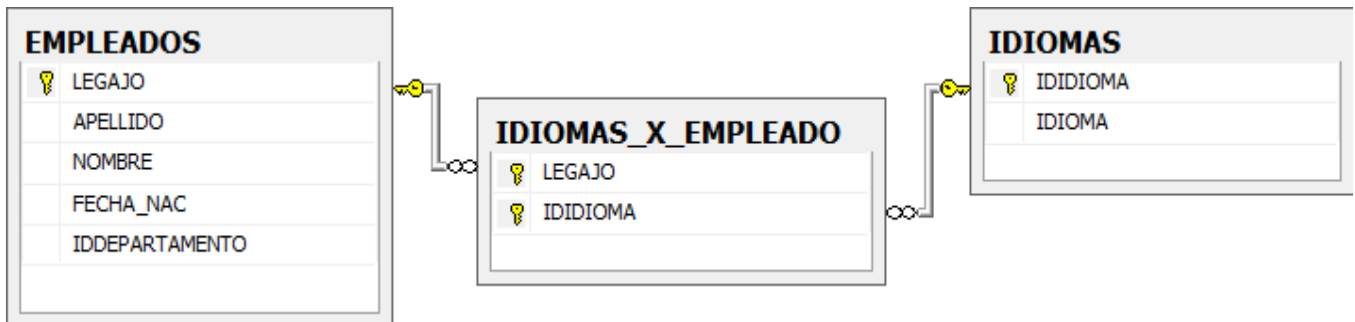 EMPLEADOS
LEGAJO
APELLIDO
NOMBRE
FECHA_NAC
IDDEPARTAMENTO
IDIOMAS_X_EMPLEADO
LEGAJO
IDIDIOMA
IDIOMAS
IDIDIOMA
IDIOMA